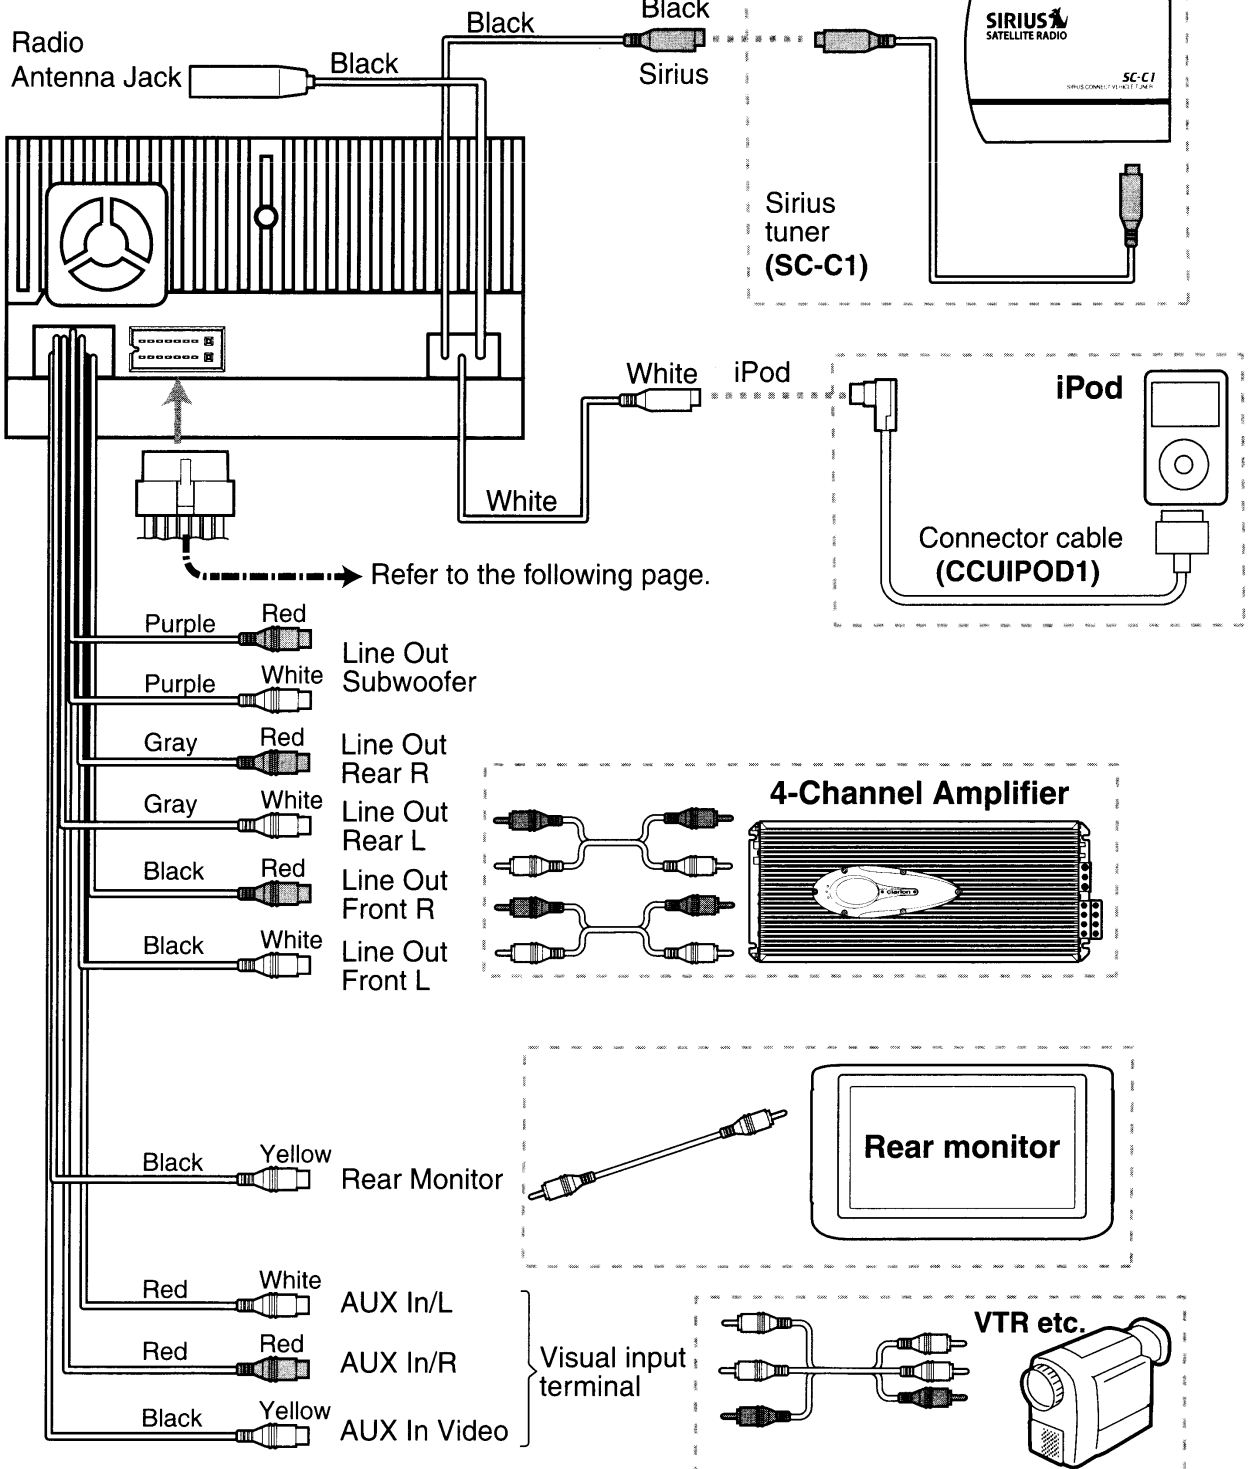 Black
Black
Sirius
Radio
Antenna Jack
Black
SIRIUS
SATELLITE RADIO
SC-C1
SIRIUS CONNECT VEHICLE TUNER
Sirius
tuner
(SC-C1)
White
iPod
iPod
White
Connector cable
(CCUIPOD1)
Refer to the following page.
Purple
Red
Line Out
Subwoofer
Purple
White
Gray
Red
Line Out
Rear R
Gray
White
Line Out
Rear L
Black
Red
Line Out
Front R
Black
White
Line Out
Front L
4-Channel Amplifier
clarion
Black
Yellow
Rear Monitor
Rear monitor
Red
White
AUX In/L
Red
Red
AUX In/R
Black
Yellow
AUX In Video
Visual input
terminal
VTR etc.